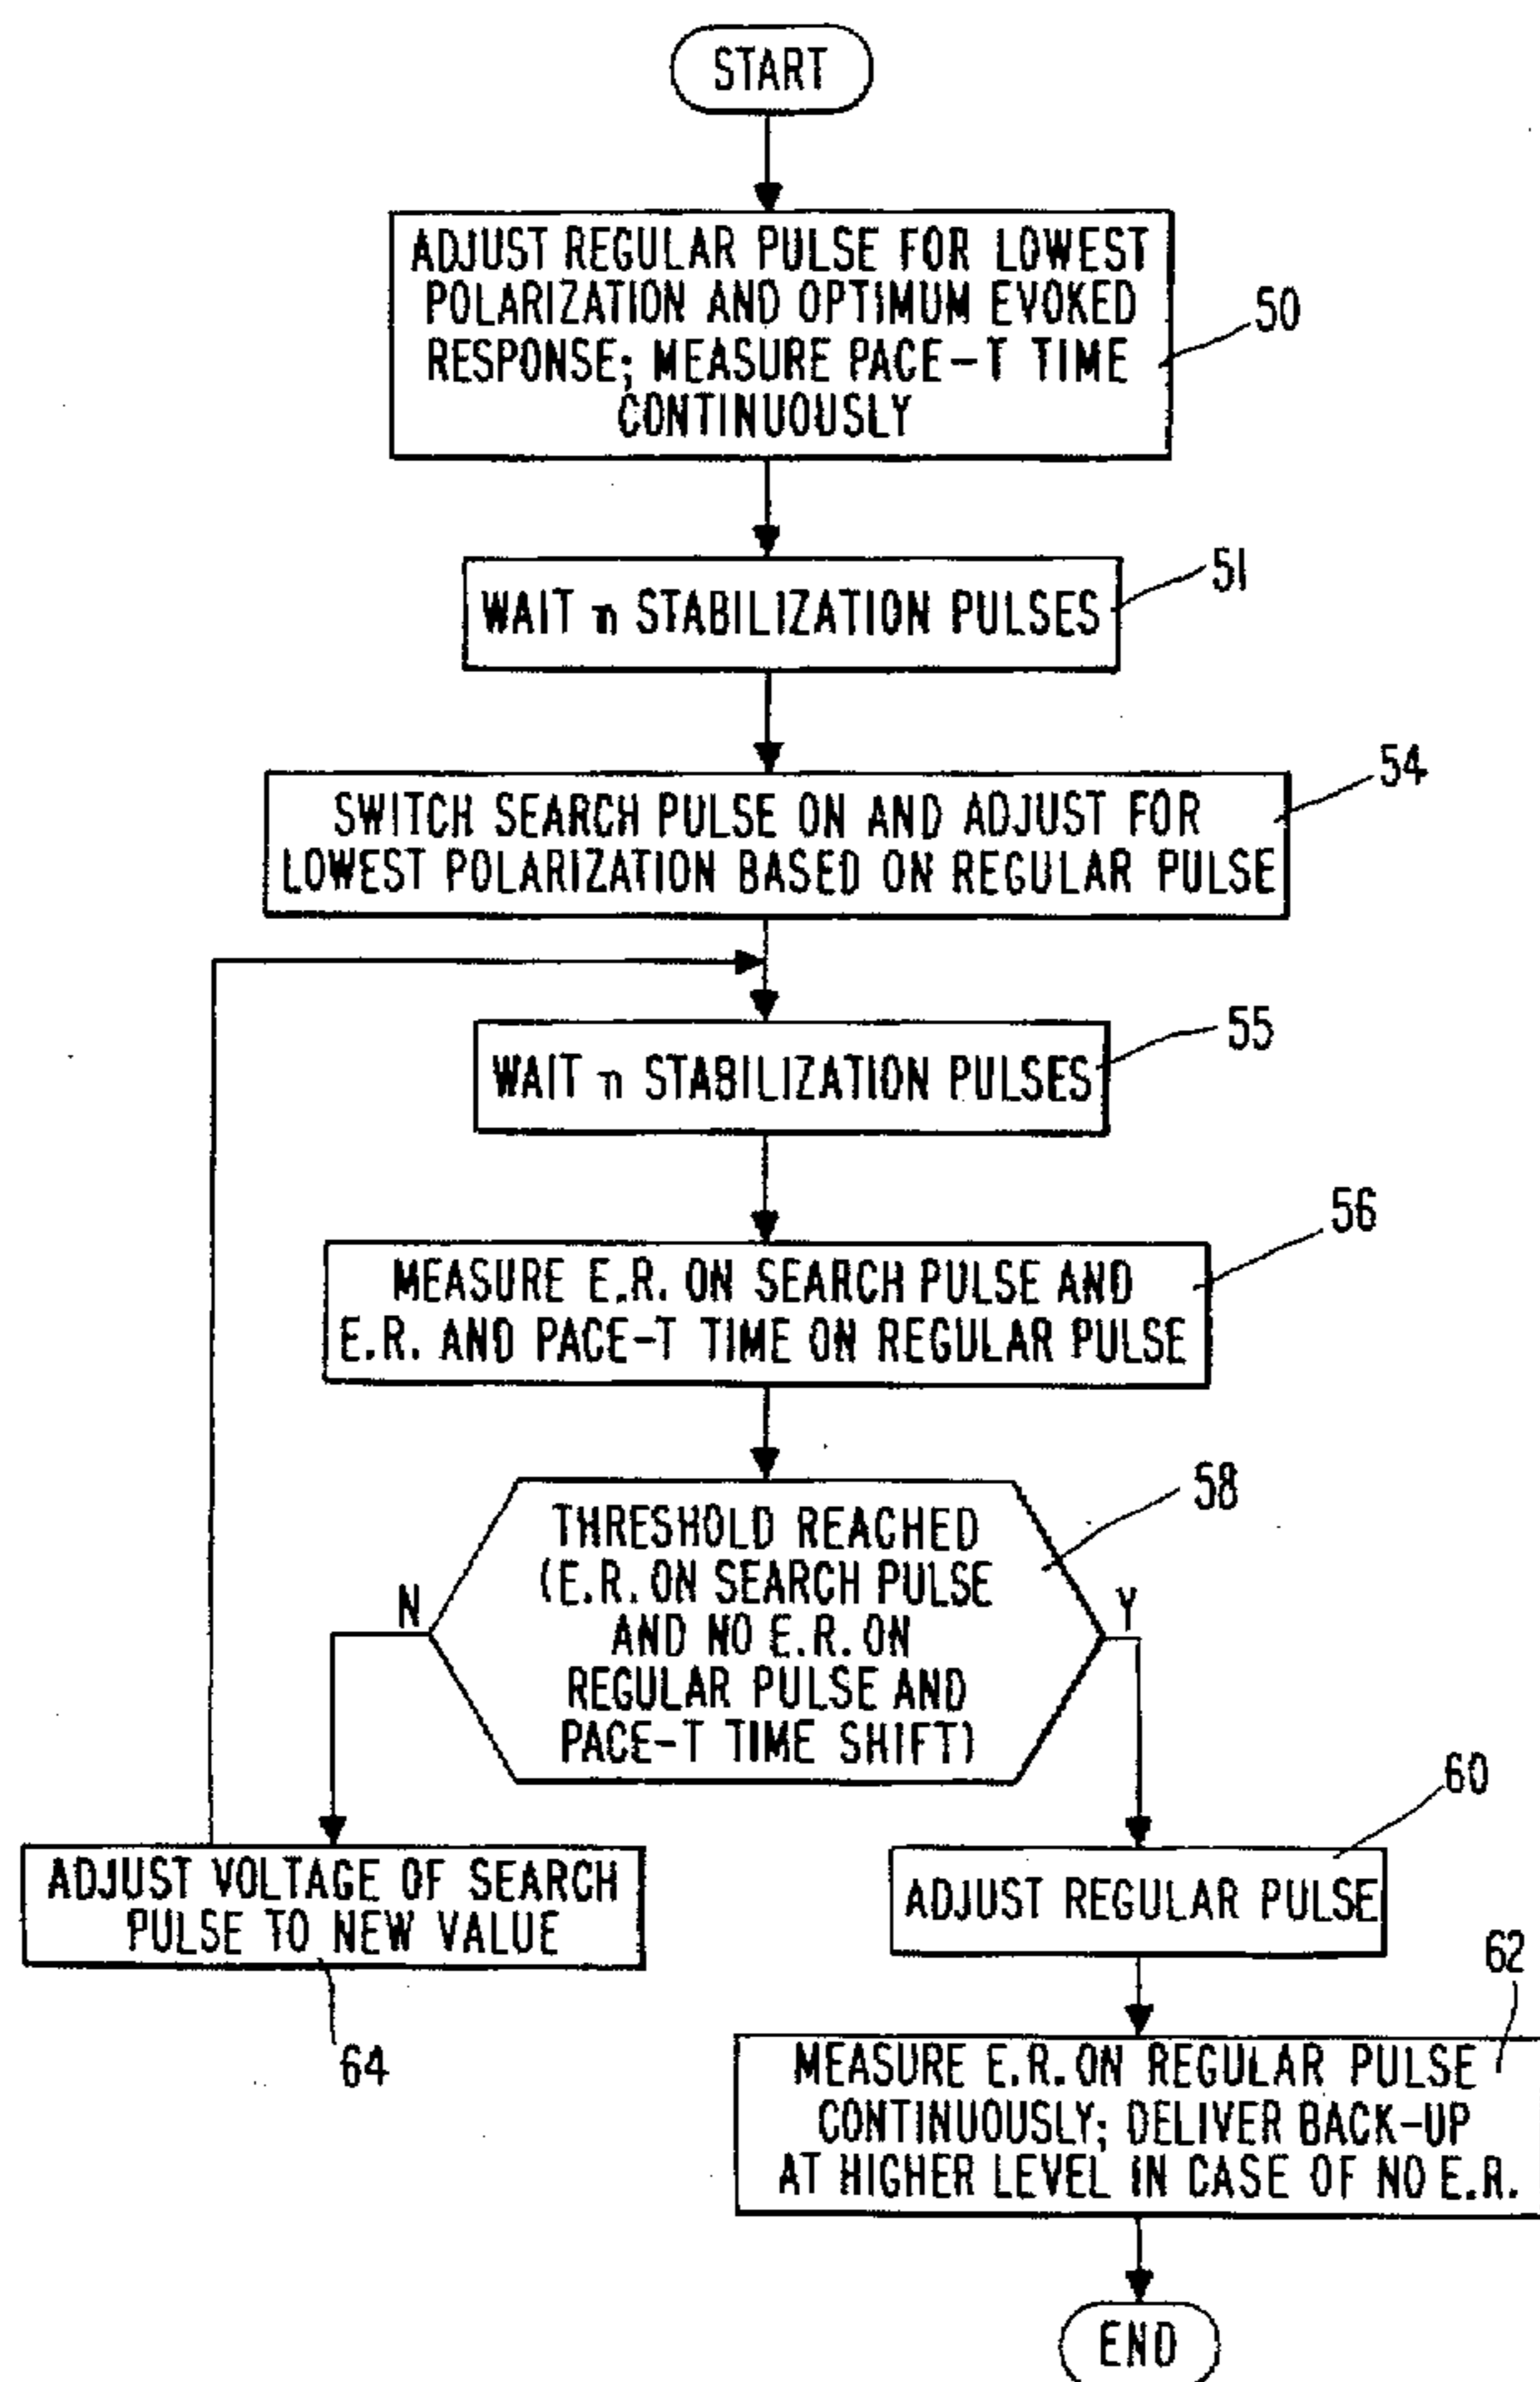 START
ADJUST REGULAR PULSE FOR LOWEST
POLARIZATION AND OPTIMUM EVOKED
RESPONSE; MEASURE PACE-T TIME
CONTINUOUSLY
50
WAIT n STABILIZATION PULSES
51
SWITCH SEARCH PULSE ON AND ADJUST FOR
LOWEST POLARIZATION BASED ON REGULAR PULSE
54
WAIT n STABILIZATION PULSES
55
MEASURE E.R. ON SEARCH PULSE AND
E.R. AND PACE-T TIME ON REGULAR PULSE
56
THRESHOLD REACHED
(E.R. ON SEARCH PULSE
AND NO E.R. ON
REGULAR PULSE AND
PACE-T TIME SHIFT)
58
N
Y
ADJUST VOLTAGE OF SEARCH
PULSE TO NEW VALUE
64
ADJUST REGULAR PULSE
60
MEASURE E.R. ON REGULAR PULSE
CONTINUOUSLY; DELIVER BACK-UP
AT HIGHER LEVEL IN CASE OF NO E.R.
62
END